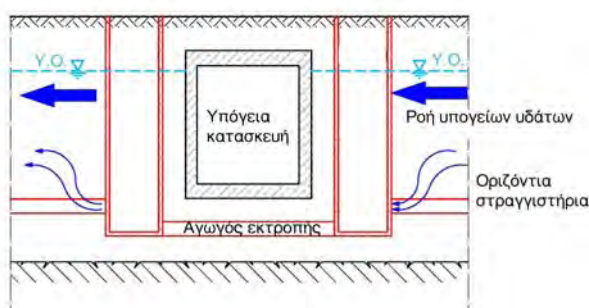 Υ.Ο.
Υ.Ο.
Υπόγεια
κατασκευή
Ροή υπογείων υδάτων
Οριζόντια
στραγγιστήρια
Αγωγός εκτροπής